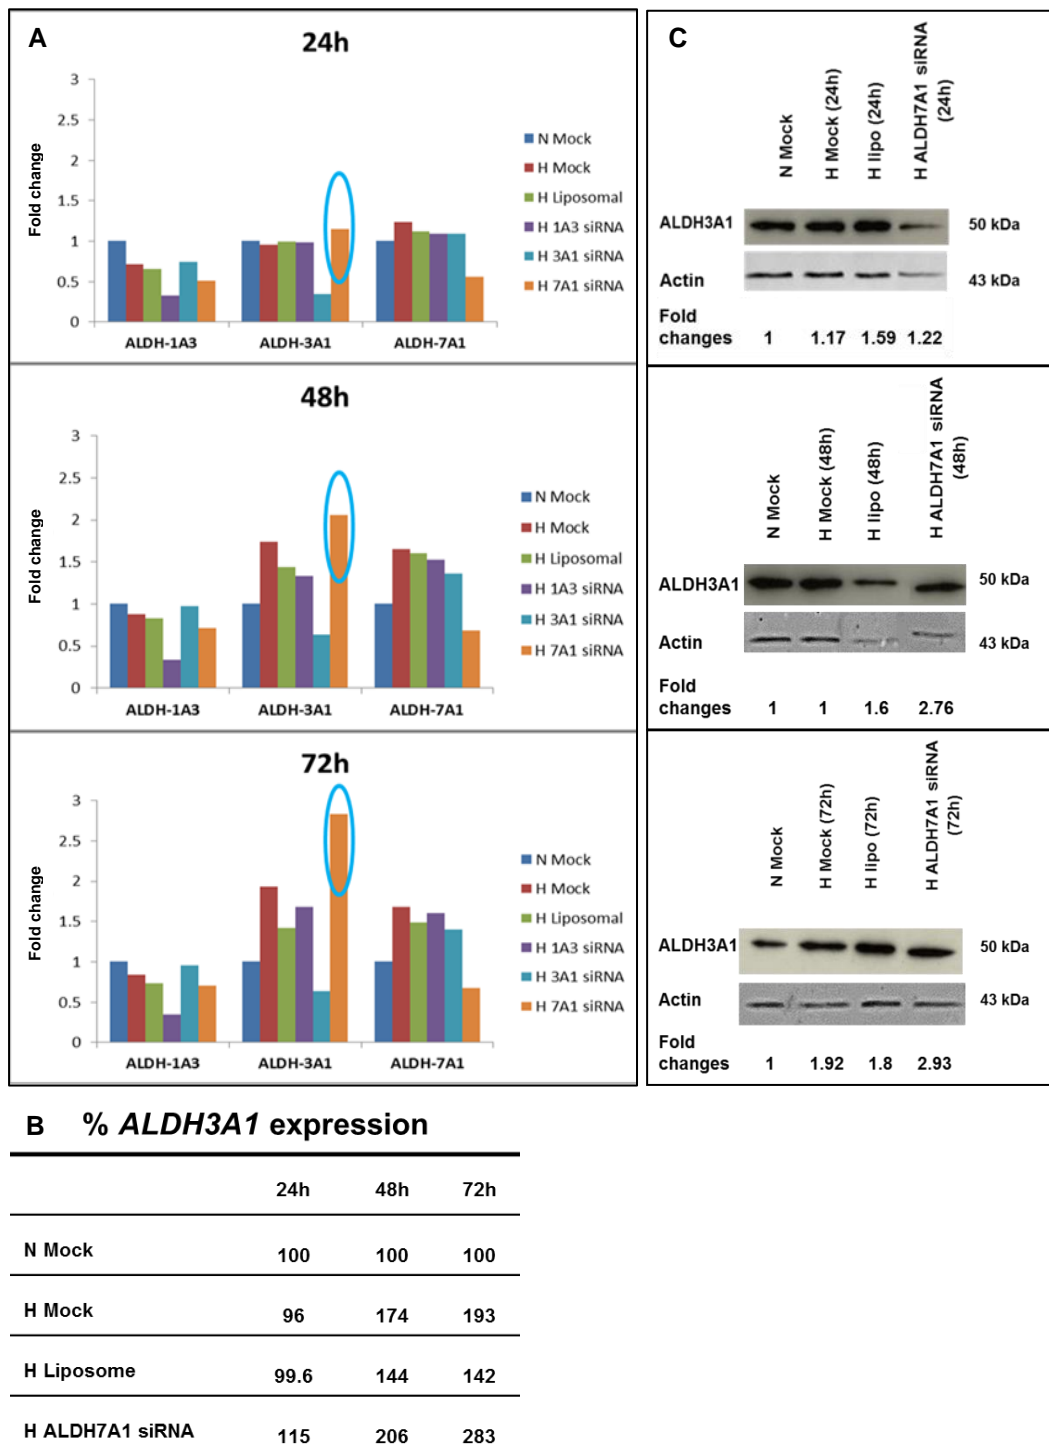 A
24h
3
2.5
2
1.5
1
0.5
0
Fold change
ALDH-1A3 ALDH-3A1 ALDH-7A1
N Mock
H Mock
H Liposomal
H 1A3 siRNA
H 3A1 siRNA
H 7A1 siRNA
48h
3
2.5
2
1.5
1
0.5
0
Fold change
ALDH-1A3 ALDH-3A1 ALDH-7A1
N Mock
H Mock
H Liposomal
H 1A3 siRNA
H 3A1 siRNA
H 7A1 siRNA
72h
3
2.5
2
1.5
1
0.5
0
Fold change
ALDH-1A3 ALDH-3A1 ALDH-7A1
N Mock
H Mock
H Liposomal
H 1A3 siRNA
H 3A1 siRNA
H 7A1 siRNA
B % ALDH3A1 expression
24h 48h 72h
N Mock 100 100 100
H Mock 96 174 193
H Liposome 99.6 144 142
H ALDH7A1 siRNA 115 206 283
C
N Mock
H Mock (24h)
H lipo (24h)
H ALDH7A1 siRNA
(24h)
ALDH3A1 50 kDa
Actin 43 kDa
Fold
changes 1 1.17 1.59 1.22
N Mock
H Mock (48h)
H lipo (48h)
H ALDH7A1 siRNA
(48h)
ALDH3A1 50 kDa
Actin 43 kDa
Fold
changes 1 1 1.6 2.76
N Mock
H Mock (72h)
H lipo (72h)
H ALDH7A1 siRNA
(72h)
ALDH3A1 50 kDa
Actin 43 kDa
Fold
changes 1 1.92 1.8 2.93